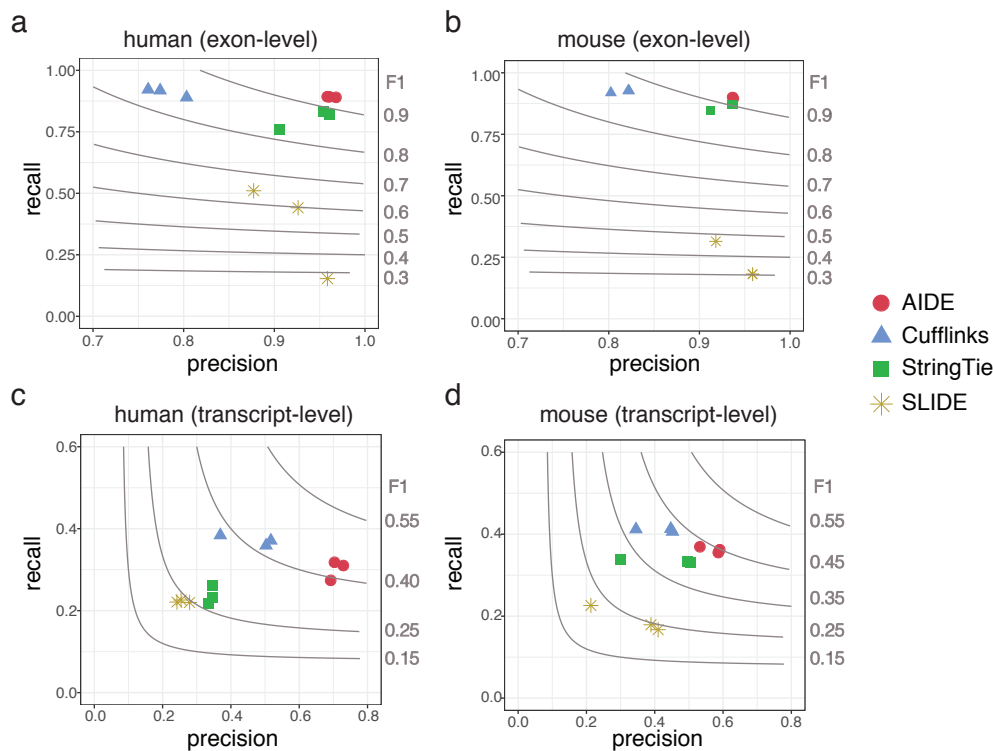 a
human (exon-level)
1.00
0.75
0.50
0.25
0.00
recall
0.7
0.8
0.9
1.0
precision
F1
0.9
0.8
0.7
0.6
0.5
0.4
0.3
b
mouse (exon-level)
1.00
0.75
0.50
0.25
0.00
recall
0.7
0.8
0.9
1.0
precision
F1
0.9
0.8
0.7
0.6
0.5
0.4
0.3
AIDE
Cufflinks
StringTie
SLIDE
c
human (transcript-level)
0.6
0.4
0.2
0.0
recall
0.0
0.2
0.4
0.6
0.8
precision
F1
0.55
0.40
0.25
0.15
d
mouse (transcript-level)
0.6
0.4
0.2
0.0
recall
0.0
0.2
0.4
0.6
0.8
precision
F1
0.55
0.45
0.35
0.25
0.15